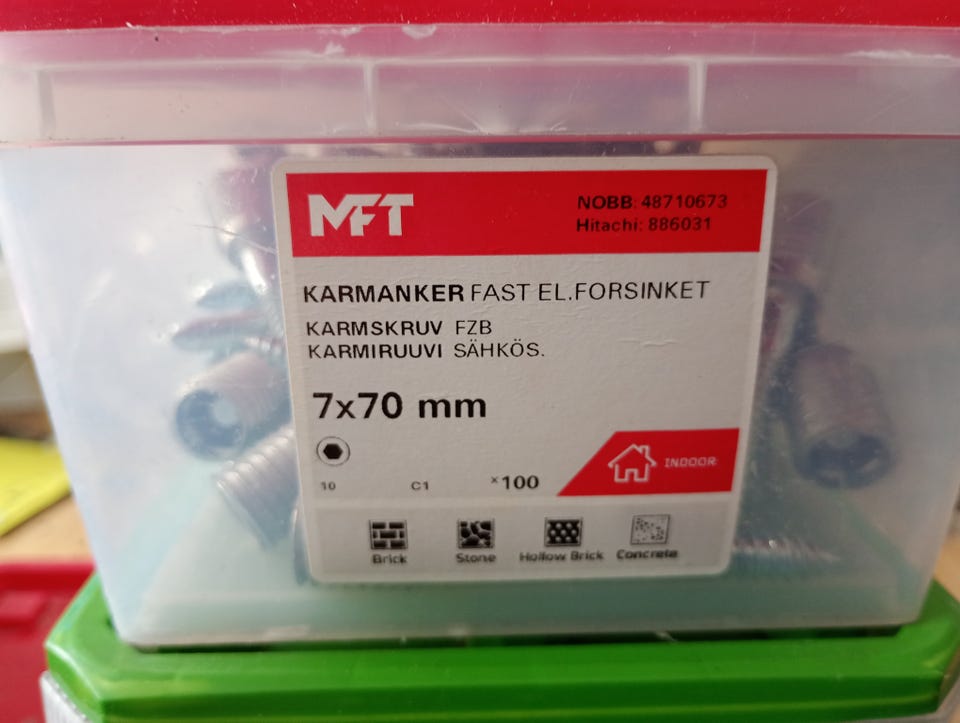 MFT
NOBB: 48710673
Hitachi: 886031
KARMANKER FAST EL.FORSINKET
KARMSKRUV FZB
KARMIRUUVI SÄHKÖS.
7x70 mm
10 C1 x100
INDOOR
Brick Stone Hollow Brick Concrete